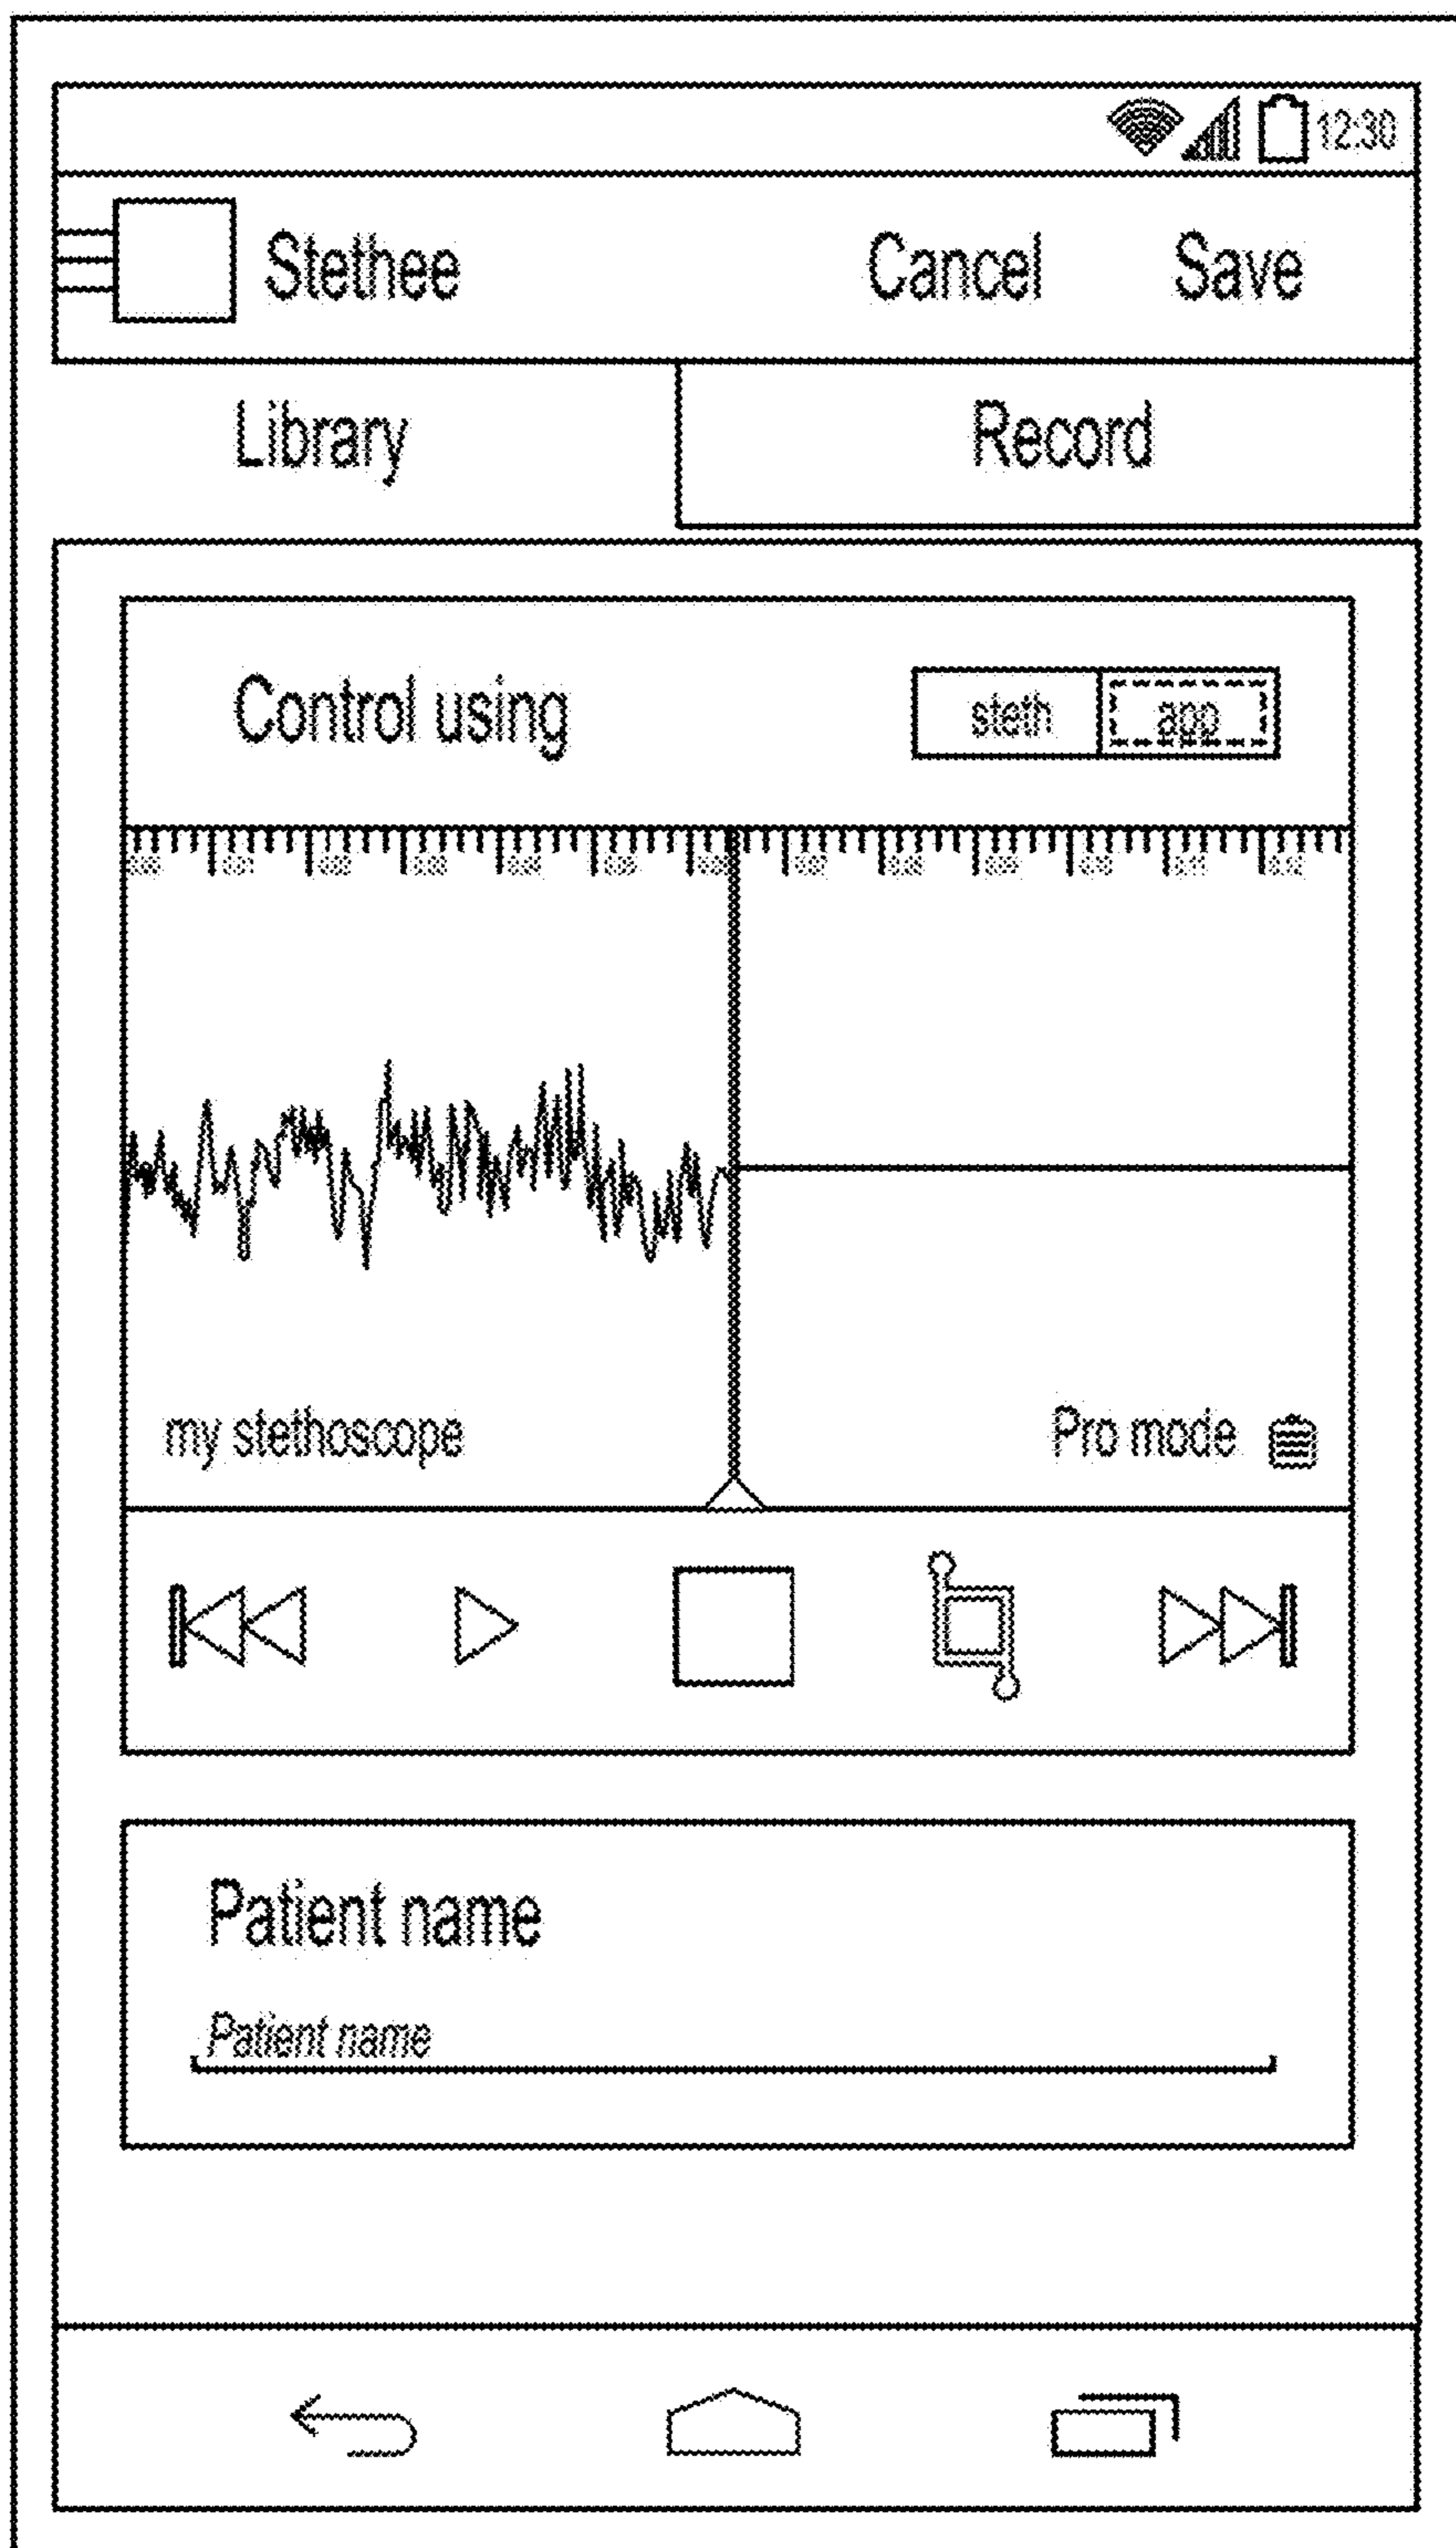 12:30
Stethee Cancel Save
Library Record
Control using steth app
my stethoscope Pro mode
Patient name
Patient name